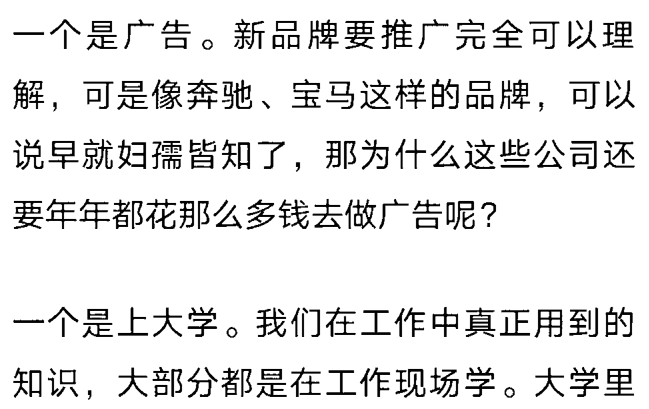 一个是广告。新品牌要推广完全可以理
解，可是像奔驰、宝马这样的品牌，可以
说早就妇孺皆知了，那为什么这些公司还
要年年都花那么多钱去做广告呢？
一个是上大学。我们在工作中真正用到的
知识，大部分都是在工作现场学。大学里